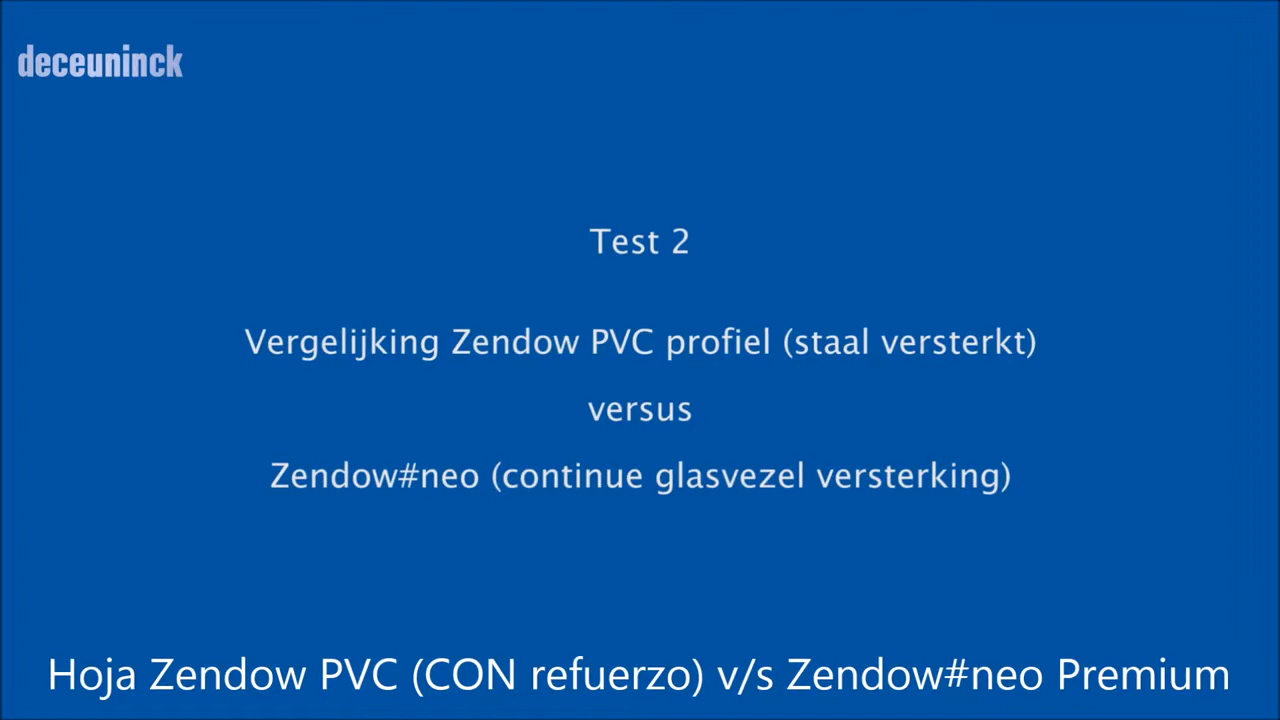 deceuninck
Test 2
Vergelijking Zendow PVC profiel (staal versterkt)
versus
Zendow#neo (continue glasvezel versterking)
Hoja Zendow PVC (CON refuerzo) v/s Zendow#neo Premium